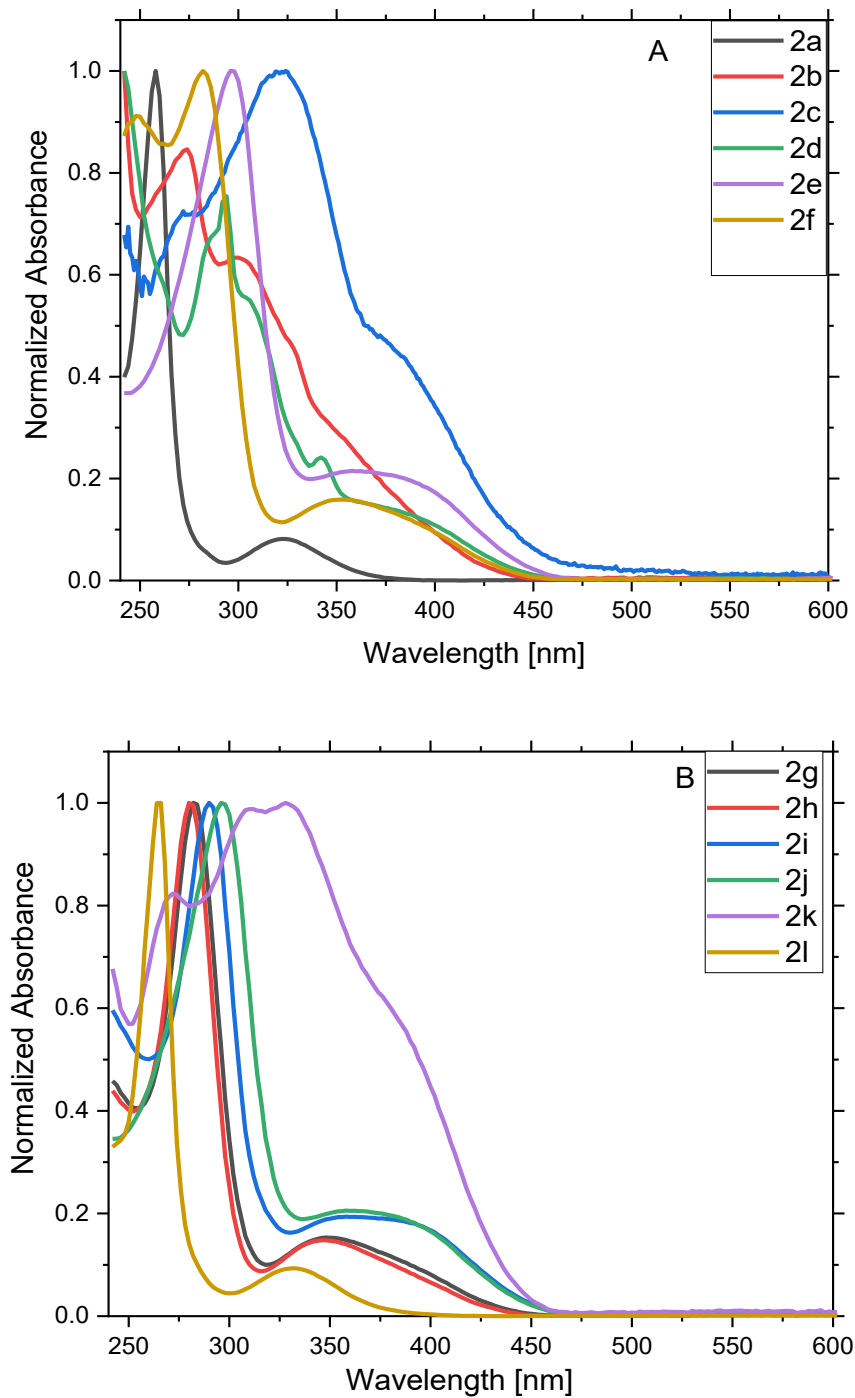 A
2a
2b
2c
2d
2e
2f
1.0
0.8
0.6
0.4
0.2
0.0
Normalized Absorbance
250 300 350 400 450 500 550 600
Wavelength [nm]
B
2g
2h
2i
2j
2k
2l
1.0
0.8
0.6
0.4
0.2
0.0
Normalized Absorbance
250 300 350 400 450 500 550 600
Wavelength [nm]